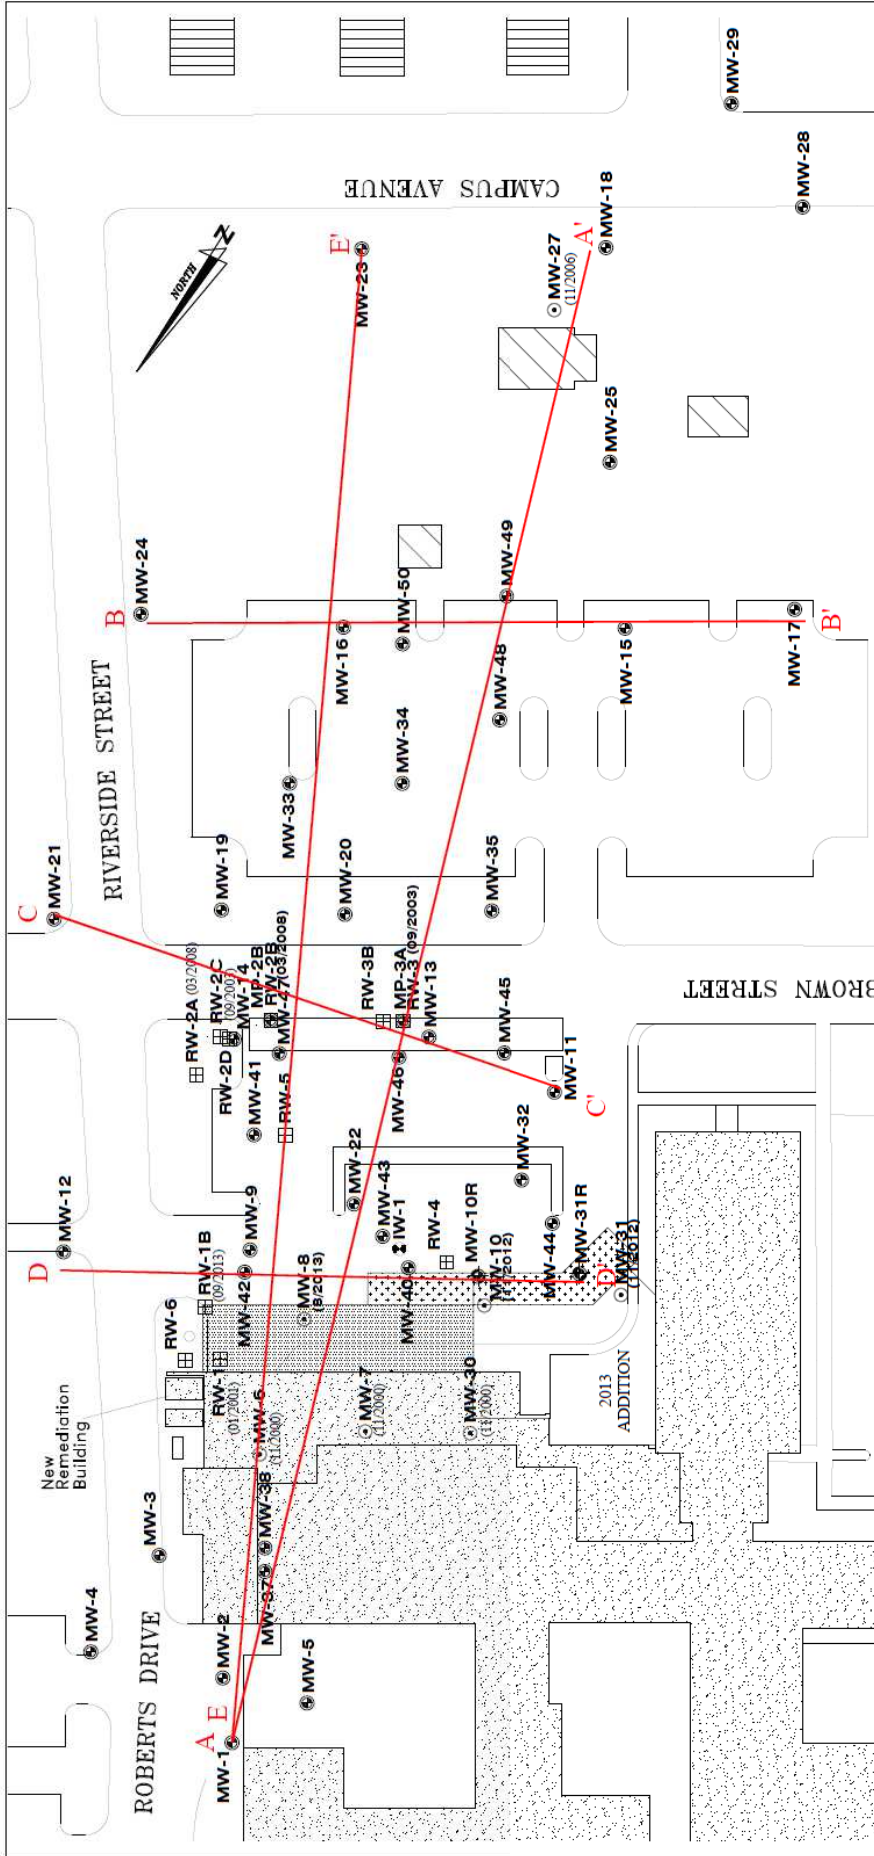 MW-29
CAMPUS AVENUE
MW-28
MW-18
NORTH
Z
E'
A'
MW-23
MW-27
(11/2006)
MW-25
MW-24
B
MW-49
MW-50
MW-16
MW-15
MW-17
B'
MW-48
RIVERSIDE STREET
MW-34
MW-33
MW-21
C
MW-19
MW-20
MW-35
RW-2A (03/2008)
RW-2C
(09/2003)
MW-14
MP-2B
RW-2B
MW-47 (03/2008)
RW-3B
MP-3A
RW-3 (09/2003)
MW-13
BROWN STREET
RW-2D
MW-41
RW-5
MW-46
MW-45
MW-11
C'
MW-22
MW-32
MW-12
D
MW-9
MW-43
IW-1
RW-4
MW-10R
MW-44
MW-31R
RW-1B
(09/2013)
MW-42
MW-8
(8/2013)
MW-40
MW-10
D'
MW-31
(11/2012)
RW-6
RW-1
(01/2001)
MW-6
(11/2000)
MW-7
(11/2000)
MW-30
(11/2000)
2013
ADDITION
New
Remediation
Building
MW-3
MW-38
MW-37
MW-4
MW-2
MW-5
ROBERTS DRIVE
A
E
MW-1